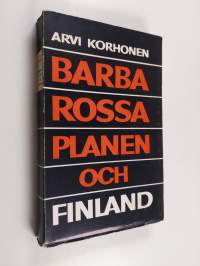 ARVI KORHONEN
BARBA
ROSSA
PLANEN
OCH
FINLAND